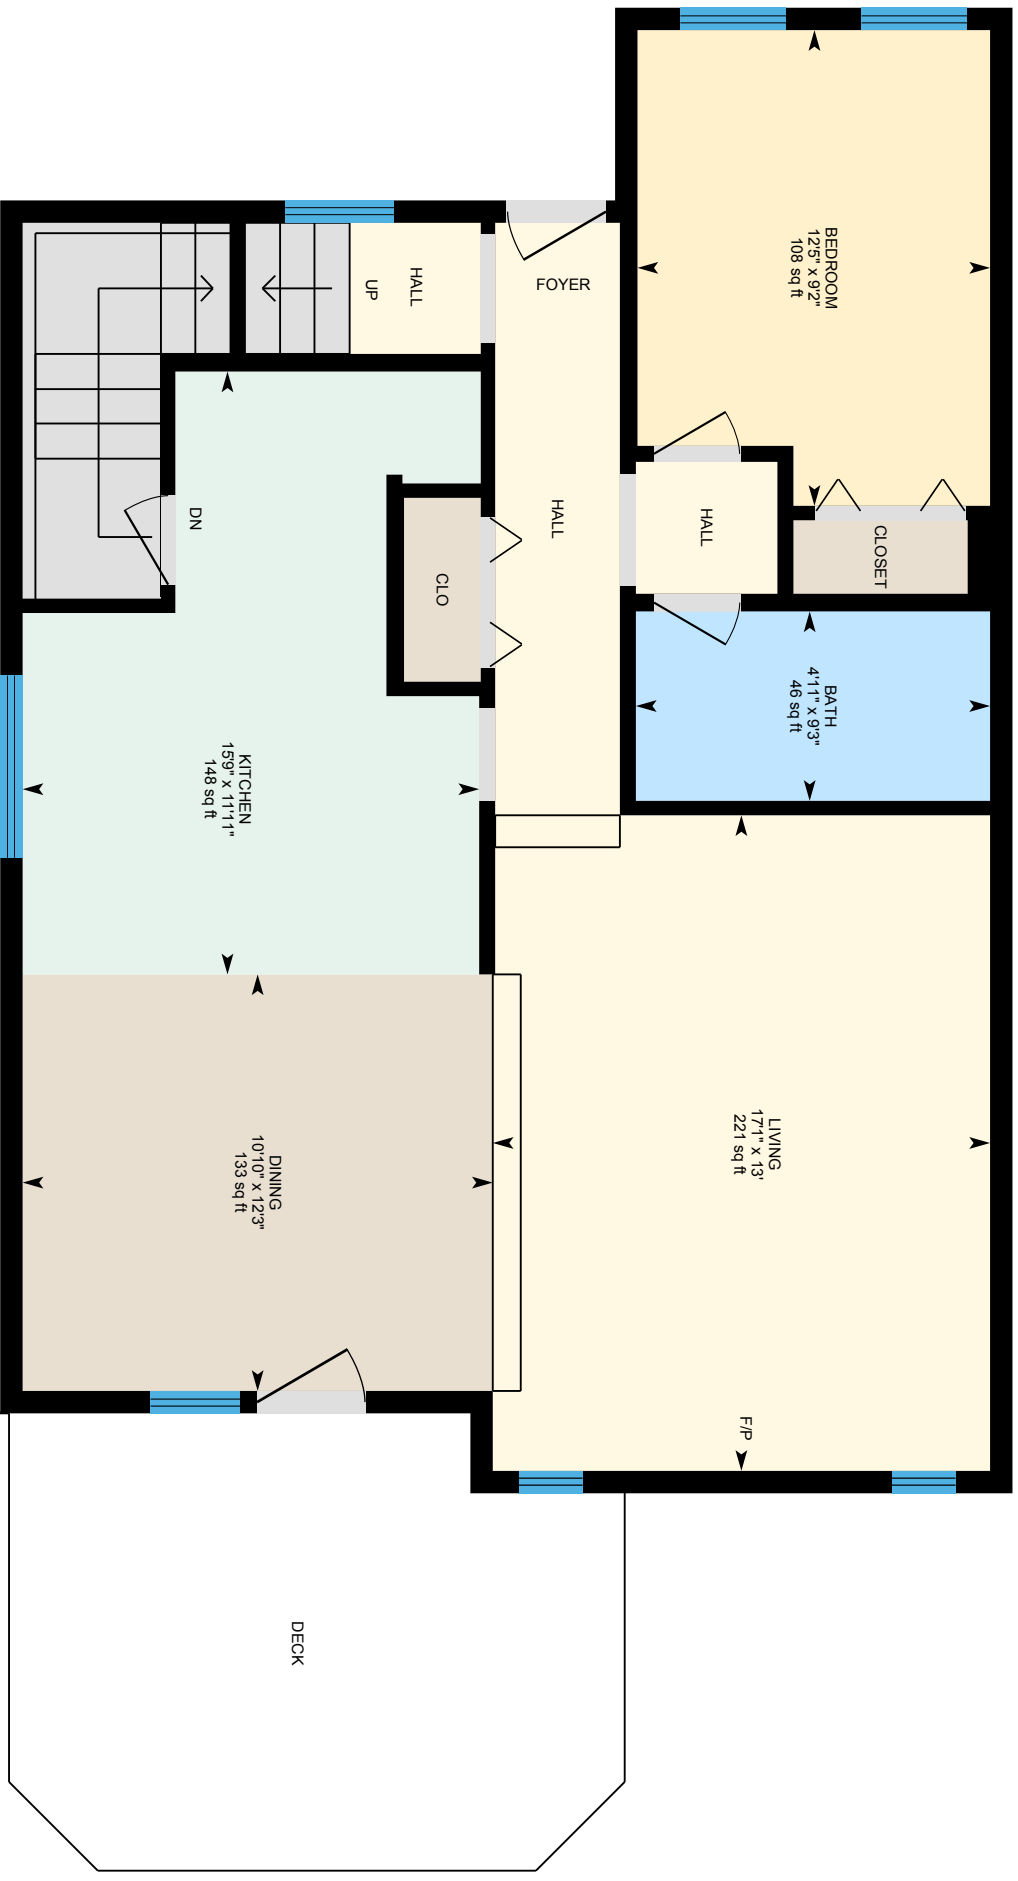 BEDROOM
12'5" x 9'2"
108 sq ft
FOYER
HALL
UP
HALL
HALL
CLOSET
DN
CLO
BATH
4'11" x 9'3"
46 sq ft
KITCHEN
15'9" x 11'11"
148 sq ft
LIVING
17'1" x 13'
221 sq ft
DINING
10'10" x 12'3"
133 sq ft
F/P
DECK